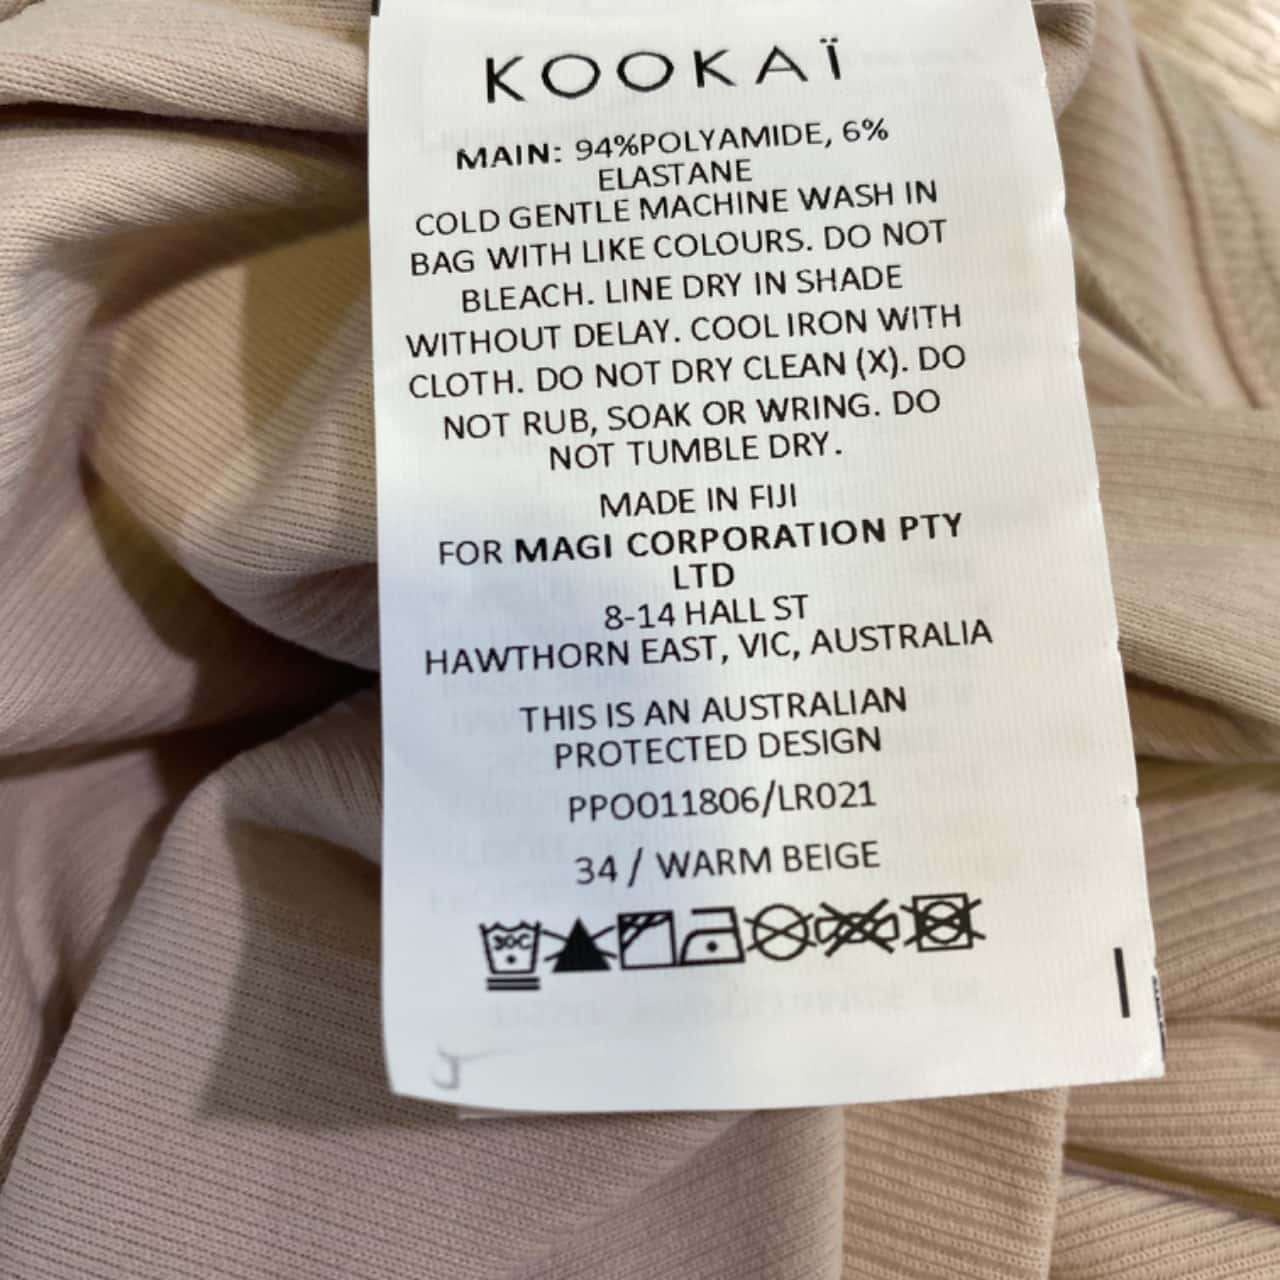 KOOKAÏ
MAIN: 94%POLYAMIDE, 6%
ELASTANE
COLD GENTLE MACHINE WASH IN
BAG WITH LIKE COLOURS. DO NOT
BLEACH. LINE DRY IN SHADE
WITHOUT DELAY. COOL IRON WITH
CLOTH. DO NOT DRY CLEAN (X). DO
NOT RUB, SOAK OR WRING. DO
NOT TUMBLE DRY.
MADE IN FIJI
FOR MAGI CORPORATION PTY
LTD
8-14 HALL ST
HAWTHORN EAST, VIC, AUSTRALIA
THIS IS AN AUSTRALIAN
PROTECTED DESIGN
PPO011806/LR021
34 / WARM BEIGE
30C